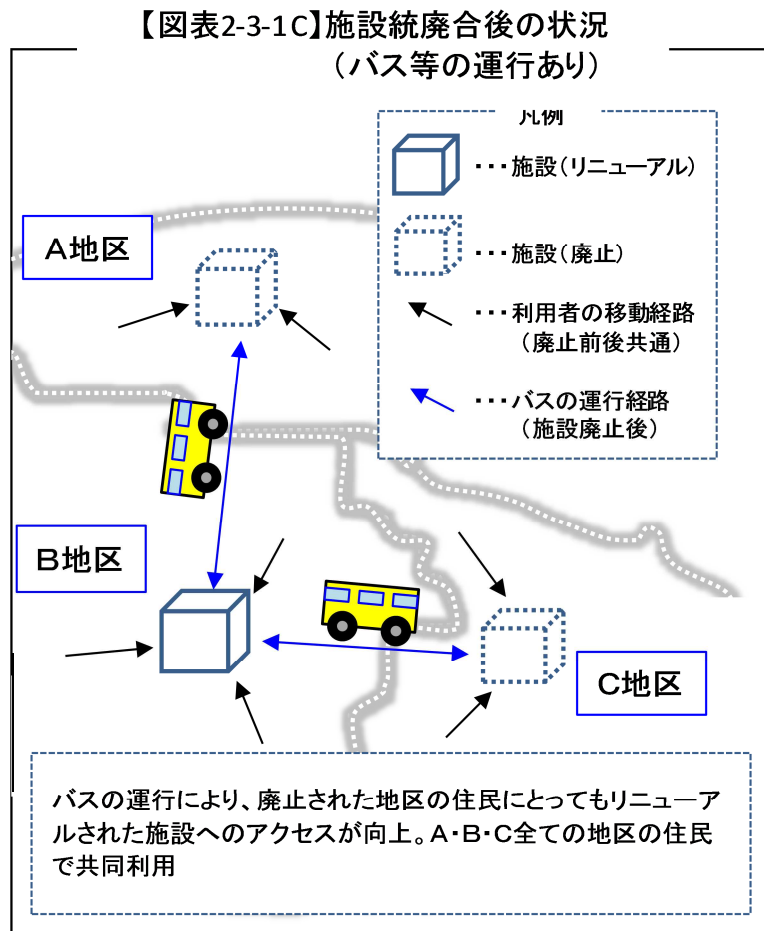 【図表2-3-1C】施設統廃合後の状況
（バス等の運行あり）
凡例
･･･施設（リニューアル）
･･･施設（廃止）
･･･利用者の移動経路
（廃止前後共通）
･･･バスの運行経路
（施設廃止後）
A地区
B地区
C地区
バスの運行により、廃止された地区の住民にとってもリニューア
ルされた施設へのアクセスが向上。A･B･C全ての地区の住民
で共同利用